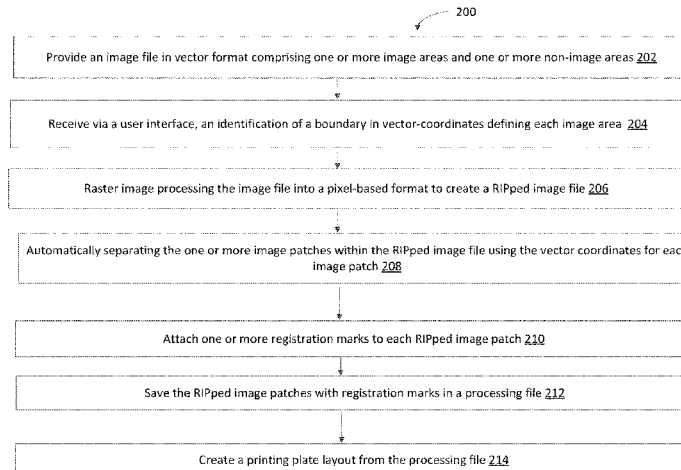 200
Provide an image file in vector format comprising one or more image areas and one or more non-image areas 202
Receive via a user interface, an identification of a boundary in vector-coordinates defining each image area 204
Raster image processing the image file into a pixel-based format to create a RIPped image file 206
Automatically separating the one or more image patches within the RIPped image file using the vector coordinates for eac
image patch 208
Attach one or more registration marks to each RIPped image patch 210
Save the RIPped image patches with registration marks in a processing file 212
Create a printing plate layout from the processing file 214